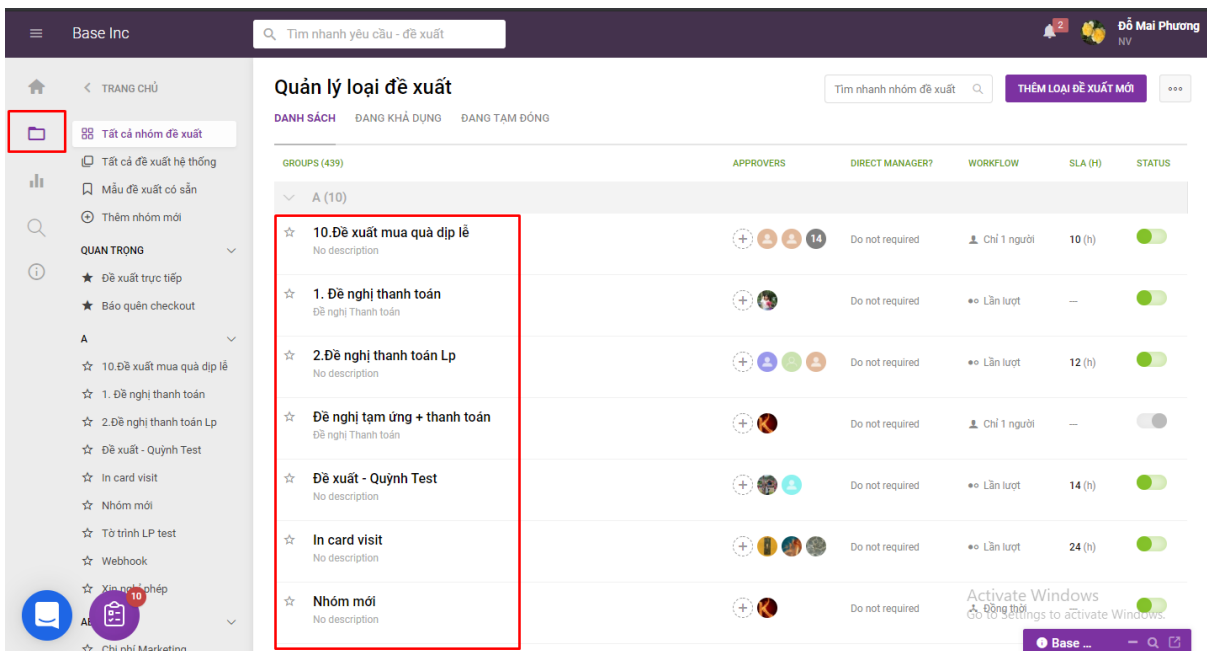 Base Inc
Tìm nhanh yêu cầu - đề xuất
2
Đỗ Mai Phương
NV
TRANG CHỦ
Tất cả nhóm đề xuất
Tất cả đề xuất hệ thống
Mẫu đề xuất có sẵn
Thêm nhóm mới
QUAN TRỌNG
Đề xuất trực tiếp
Báo quên checkout
A
10.Đề xuất mua quà dịp lễ
1. Đề nghị thanh toán
2.Đề nghị thanh toán Lp
Đề xuất - Quỳnh Test
In card visit
Nhóm mới
Tờ trình LP test
Webhook
Xin nghỉ phép
10
Chi phí Marketing
Quản lý loại đề xuất
Tìm nhanh nhóm đề xuất
THÊM LOẠI ĐỀ XUẤT MỚI
DANH SÁCH ĐANG KHẢ DỤNG ĐANG TẠM ĐÓNG
GROUPS (439) APPROVERS DIRECT MANAGER? WORKFLOW SLA (H) STATUS
A (10)
10.Đề xuất mua quà dịp lễ
No description
14 Do not required Chỉ 1 người 10 (h)
1. Đề nghị thanh toán
Đề nghị Thanh toán
Do not required Lần lượt —
2.Đề nghị thanh toán Lp
No description
Do not required Lần lượt 12 (h)
Đề nghị tạm ứng + thanh toán
Đề nghị Thanh toán
Do not required Chỉ 1 người —
Đề xuất - Quỳnh Test
No description
Do not required Lần lượt 14 (h)
In card visit
No description
Do not required Lần lượt 24 (h)
Nhóm mới
No description
Do not required Đồng thời —
Activate Windows
Go to Settings to activate Windows.
Base ...